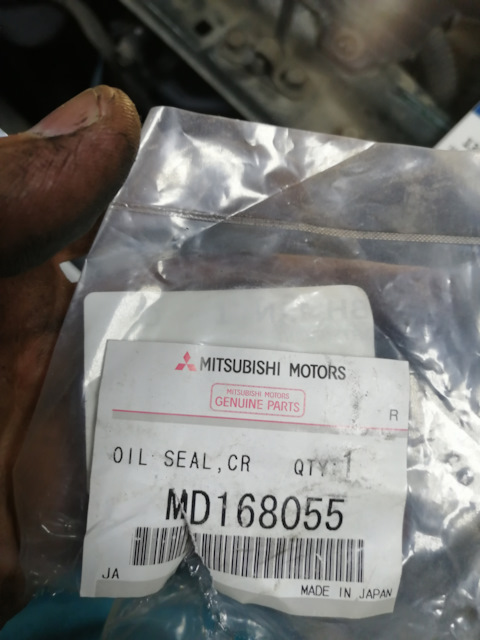 MITSUBISHI MOTORS
MITSUBISHI MOTORS
GENUINE PARTS
R
OIL SEAL,CR QTY:1
MD168055
JA
MADE IN JAPAN